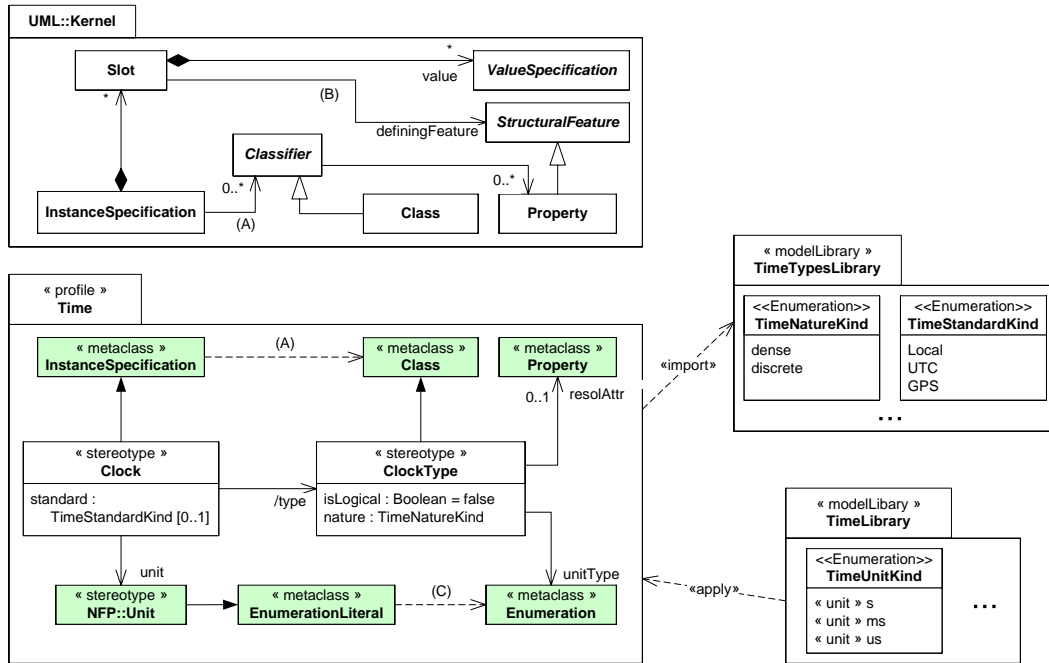 UML::Kernel
Slot
*
value
ValueSpecification
*
(B)
definingFeature
StructuralFeature
Classifier
0..*
0..*
InstanceSpecification
(A)
Class
Property
« profile »
Time
« metaclass »
InstanceSpecification
(A)
« metaclass »
Class
« metaclass »
Property
0..1
resolAttr
« stereotype »
Clock
standard :
TimeStandardKind [0..1]
/type
« stereotype »
ClockType
isLogical : Boolean = false
nature : TimeNatureKind
unit
unitType
« stereotype »
NFP::Unit
« metaclass »
EnumerationLiteral
(C)
« metaclass »
Enumeration
«import»
« modelLibrary »
TimeTypesLibrary
<<Enumeration>>
TimeNatureKind
dense
discrete
<<Enumeration>>
TimeStandardKind
Local
UTC
GPS
...
«apply»
« modelLibary »
TimeLibrary
<<Enumeration>>
TimeUnitKind
« unit » s
« unit » ms
« unit » us
...